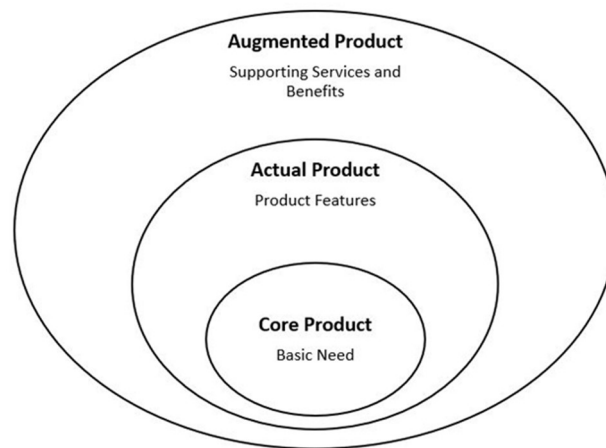 Augmented Product
Supporting Services and
Benefits
Actual Product
Product Features
Core Product
Basic Need